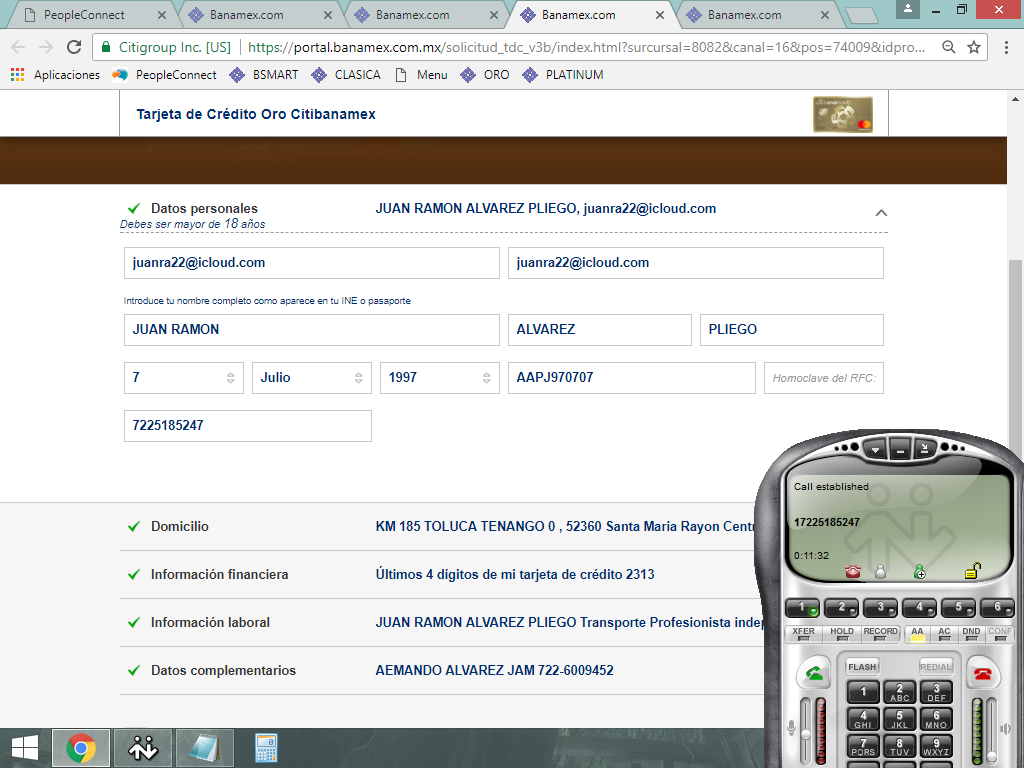 PeopleConnect
Banamex.com
Banamex.com
Banamex.com
Banamex.com
Citigroup Inc. [US]
https://portal.banamex.com.mx/solicitud_tdc_v3b/index.html?surcursal=8082&canal=16&pos=74009&idpro...
Aplicaciones PeopleConnect BSMART CLASICA Menu ORO PLATINUM
Tarjeta de Crédito Oro Citibanamex
Datos personales JUAN RAMON ALVAREZ PLIEGO, juanra22@icloud.com
Debes ser mayor de 18 años
juanra22@icloud.com juanra22@icloud.com
Introduce tu nombre completo como aparece en tu INE o pasaporte
JUAN RAMON ALVAREZ PLIEGO
7 Julio 1997 AAPJ970707 Homoclave del RFC:
7225185247
Domicilio KM 185 TOLUCA TENANGO 0 , 52360 Santa Maria Rayon Centr
Información financiera Últimos 4 dígitos de mi tarjeta de crédito 2313
Información laboral JUAN RAMON ALVAREZ PLIEGO Transporte Profesionista indep
Datos complementarios AEMANDO ALVAREZ JAM 722-6009452
Call established
17225185247
0:11:32
1 2 3 4 5 6
XFER HOLD RECORD AA AC DND CONF
FLASH REDIAL
1 2 ABC 3 DEF
4 GHI 5 JKL 6 MNO
7 PQRS 8 TUV 9 WXYZ